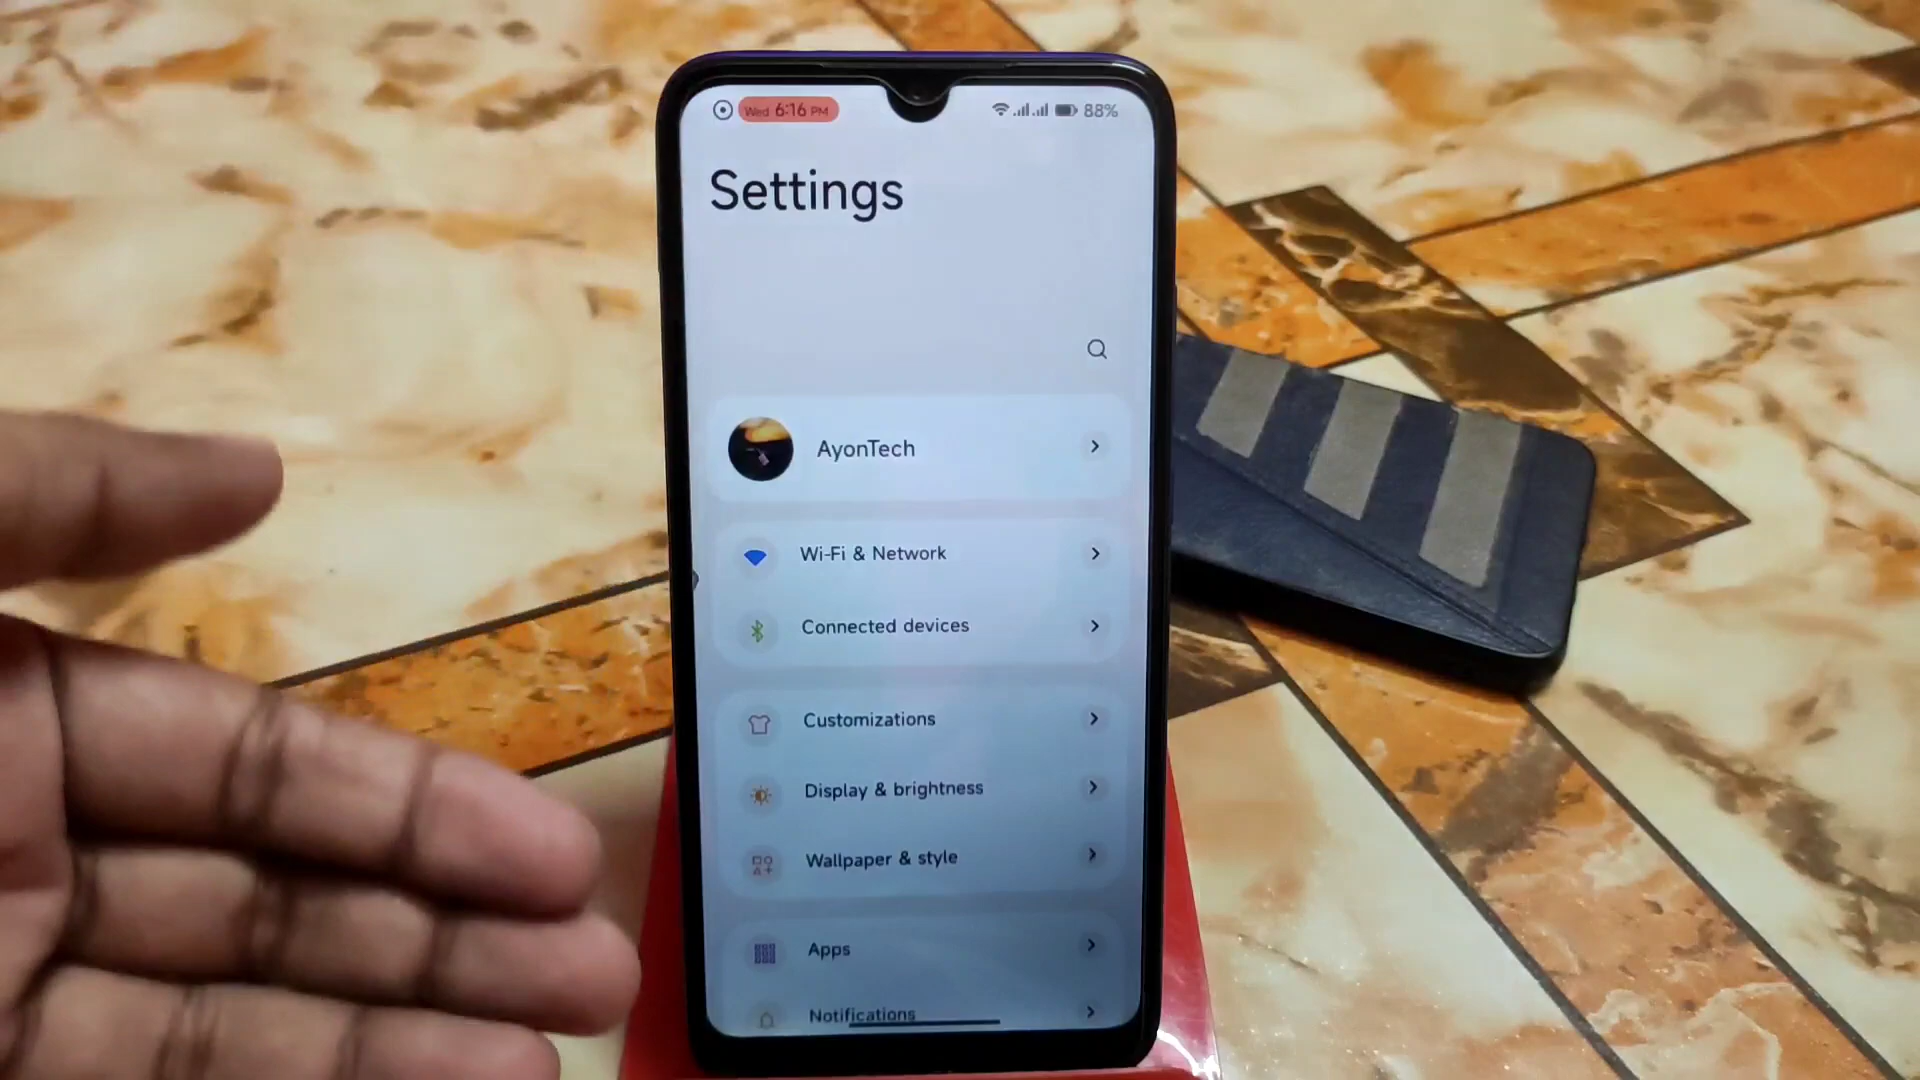 Wed 6:16 PM 88%
Settings
AyonTech
Wi-Fi & Network
Connected devices
Customizations
Display & brightness
Wallpaper & style
Apps
Notifications